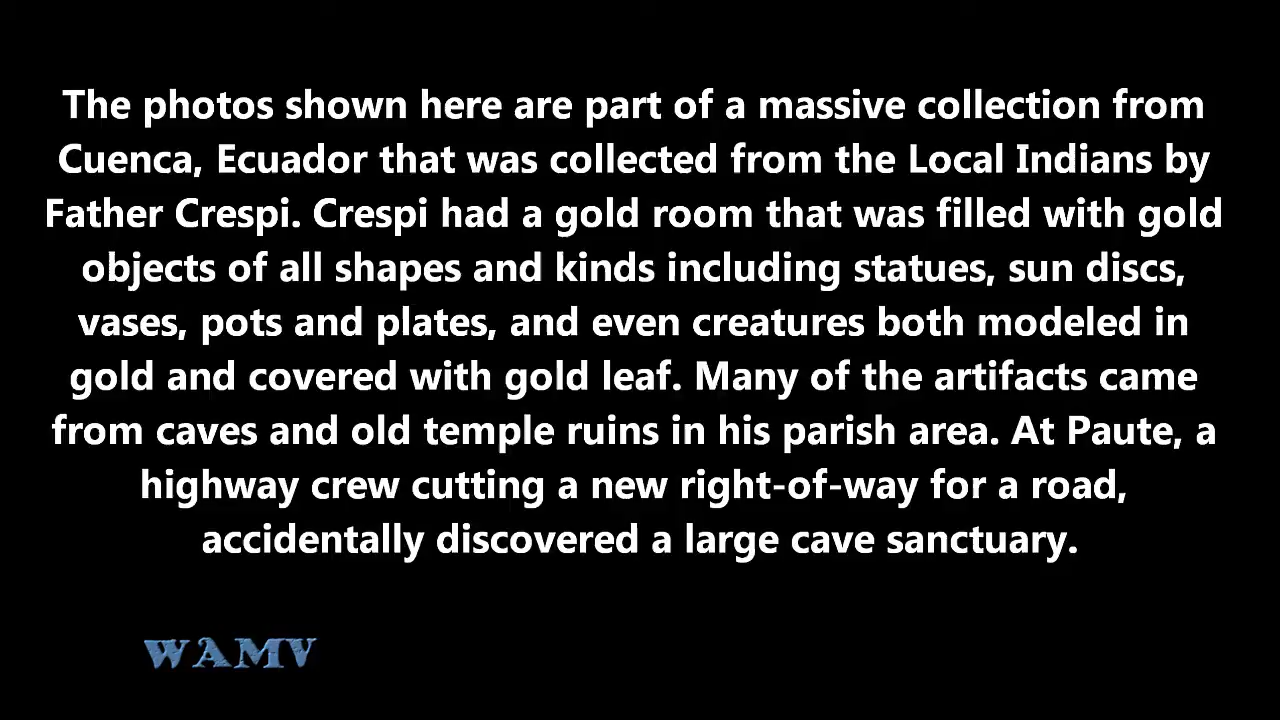 The photos shown here are part of a massive collection from
Cuenca, Ecuador that was collected from the Local Indians by
Father Crespi. Crespi had a gold room that was filled with gold
objects of all shapes and kinds including statues, sun discs,
vases, pots and plates, and even creatures both modeled in
gold and covered with gold leaf. Many of the artifacts came
from caves and old temple ruins in his parish area. At Paute, a
highway crew cutting a new right-of-way for a road,
accidentally discovered a large cave sanctuary.
WAMV